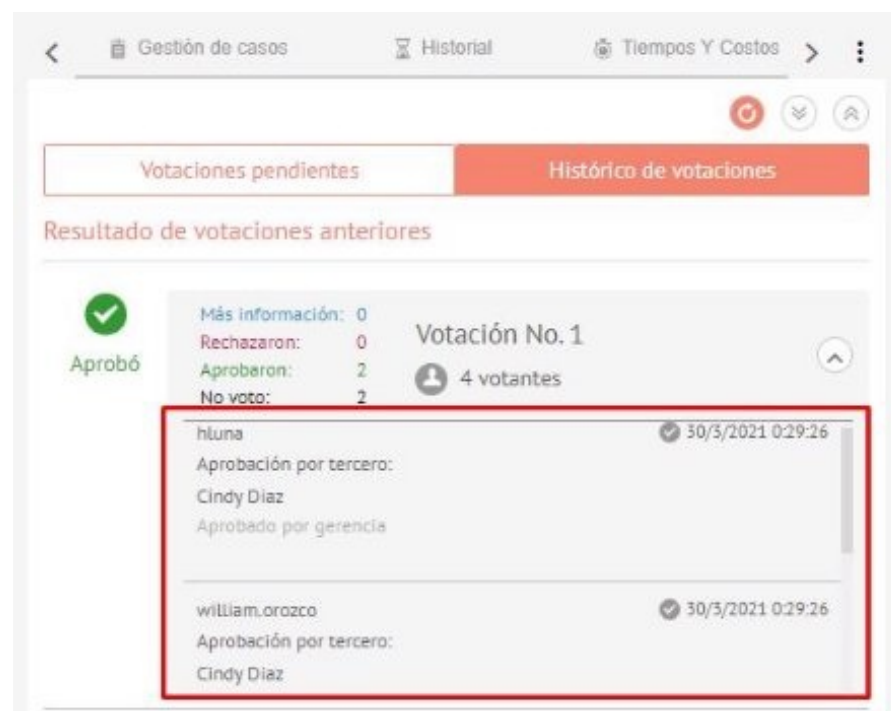 Gestión de casos Historial Tiempos Y Costos
Votaciones pendientes Histórico de votaciones
Resultado de votaciones anteriores
Aprobó
Más información: 0
Rechazaron: 0
Aprobaron: 2
No voto: 2
Votación No. 1
4 votantes
hluna 30/3/2021 0:29:26
Aprobación por tercero:
Cindy Diaz
Aprobado por gerencia
william.orozco 30/3/2021 0:29:26
Aprobación por tercero:
Cindy Diaz